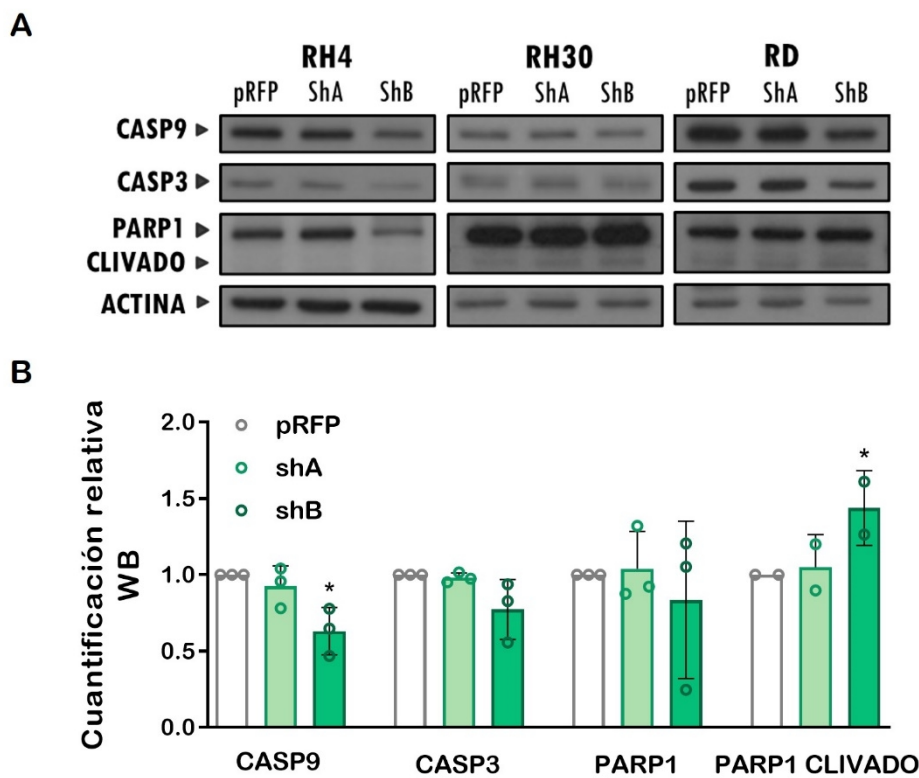 A
RH4 RH30 RD
pRFP ShA ShB pRFP ShA ShB pRFP ShA ShB
CASP9
CASP3
PARP1
CLIVADO
ACTINA
B
Cuantificación relativa
WB
2.0
1.5
1.0
0.5
0.0
pRFP
shA
shB
*
*
CASP9 CASP3 PARP1 PARP1 CLIVADO